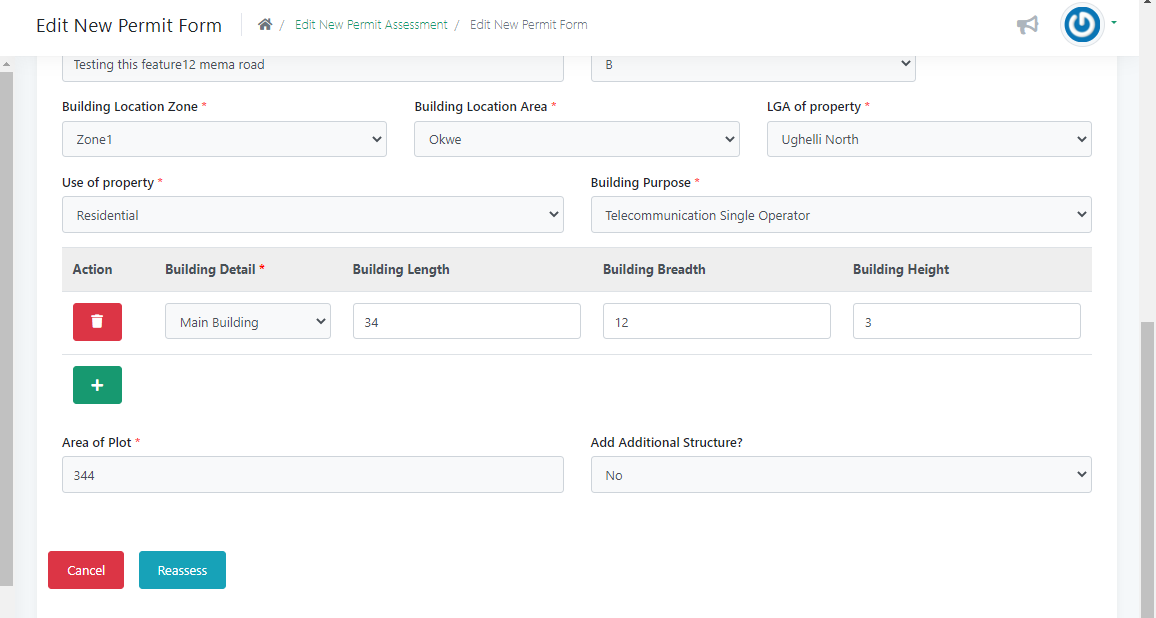 Edit New Permit Form / Edit New Permit Assessment / Edit New Permit Form
Testing this feature12 mema road B
Building Location Zone * Building Location Area * LGA of property *
Zone1 Okwe Ughelli North
Use of property * Building Purpose *
Residential Telecommunication Single Operator
Action Building Detail * Building Length Building Breadth Building Height
Main Building 34 12 3
+
Area of Plot * Add Additional Structure?
344 No
Cancel Reassess